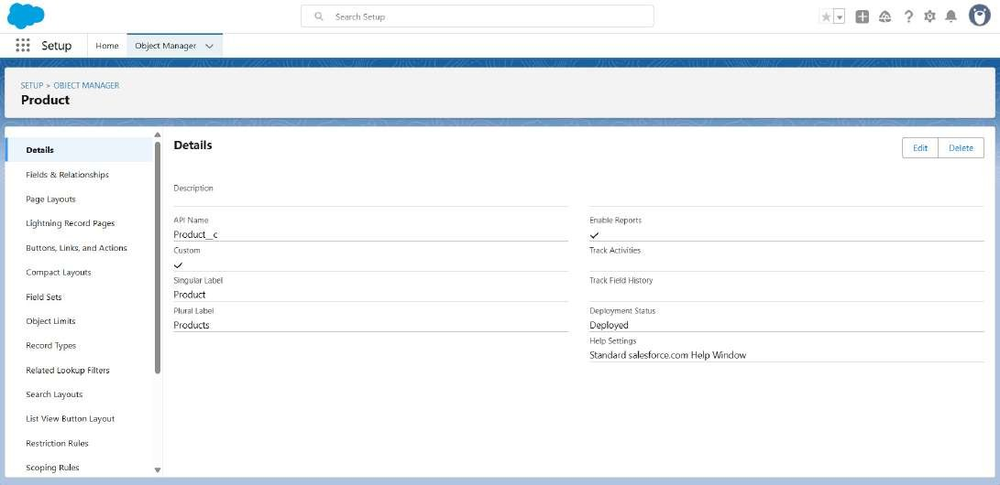 Search Setup
Setup
Home
Object Manager
SETUP > OBJECT MANAGER
Product
Details
Fields & Relationships
Page Layouts
Lightning Record Pages
Buttons, Links, and Actions
Compact Layouts
Field Sets
Object Limits
Record Types
Related Lookup Filters
Search Layouts
List View Button Layout
Restriction Rules
Scoping Rules
Details
Edit
Delete
Description
API Name
Product__c
Custom
Singular Label
Product
Plural Label
Products
Enable Reports
Track Activities
Track Field History
Deployment Status
Deployed
Help Settings
Standard salesforce.com Help Window